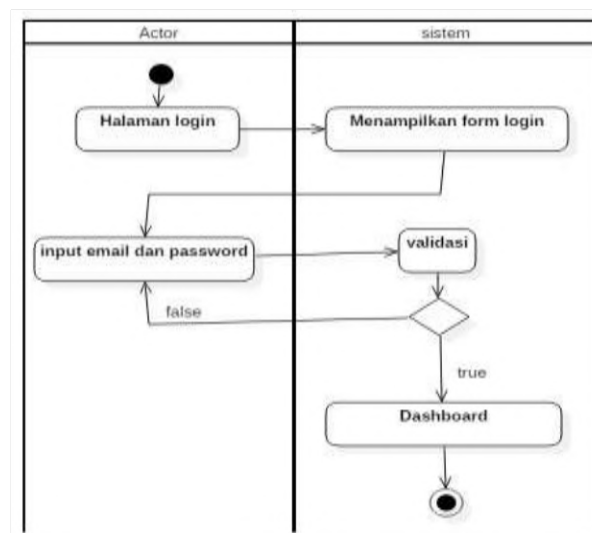 Actor
sistem
Halaman login
Menampilkan form login
input email dan password
validasi
false
true
Dashboard